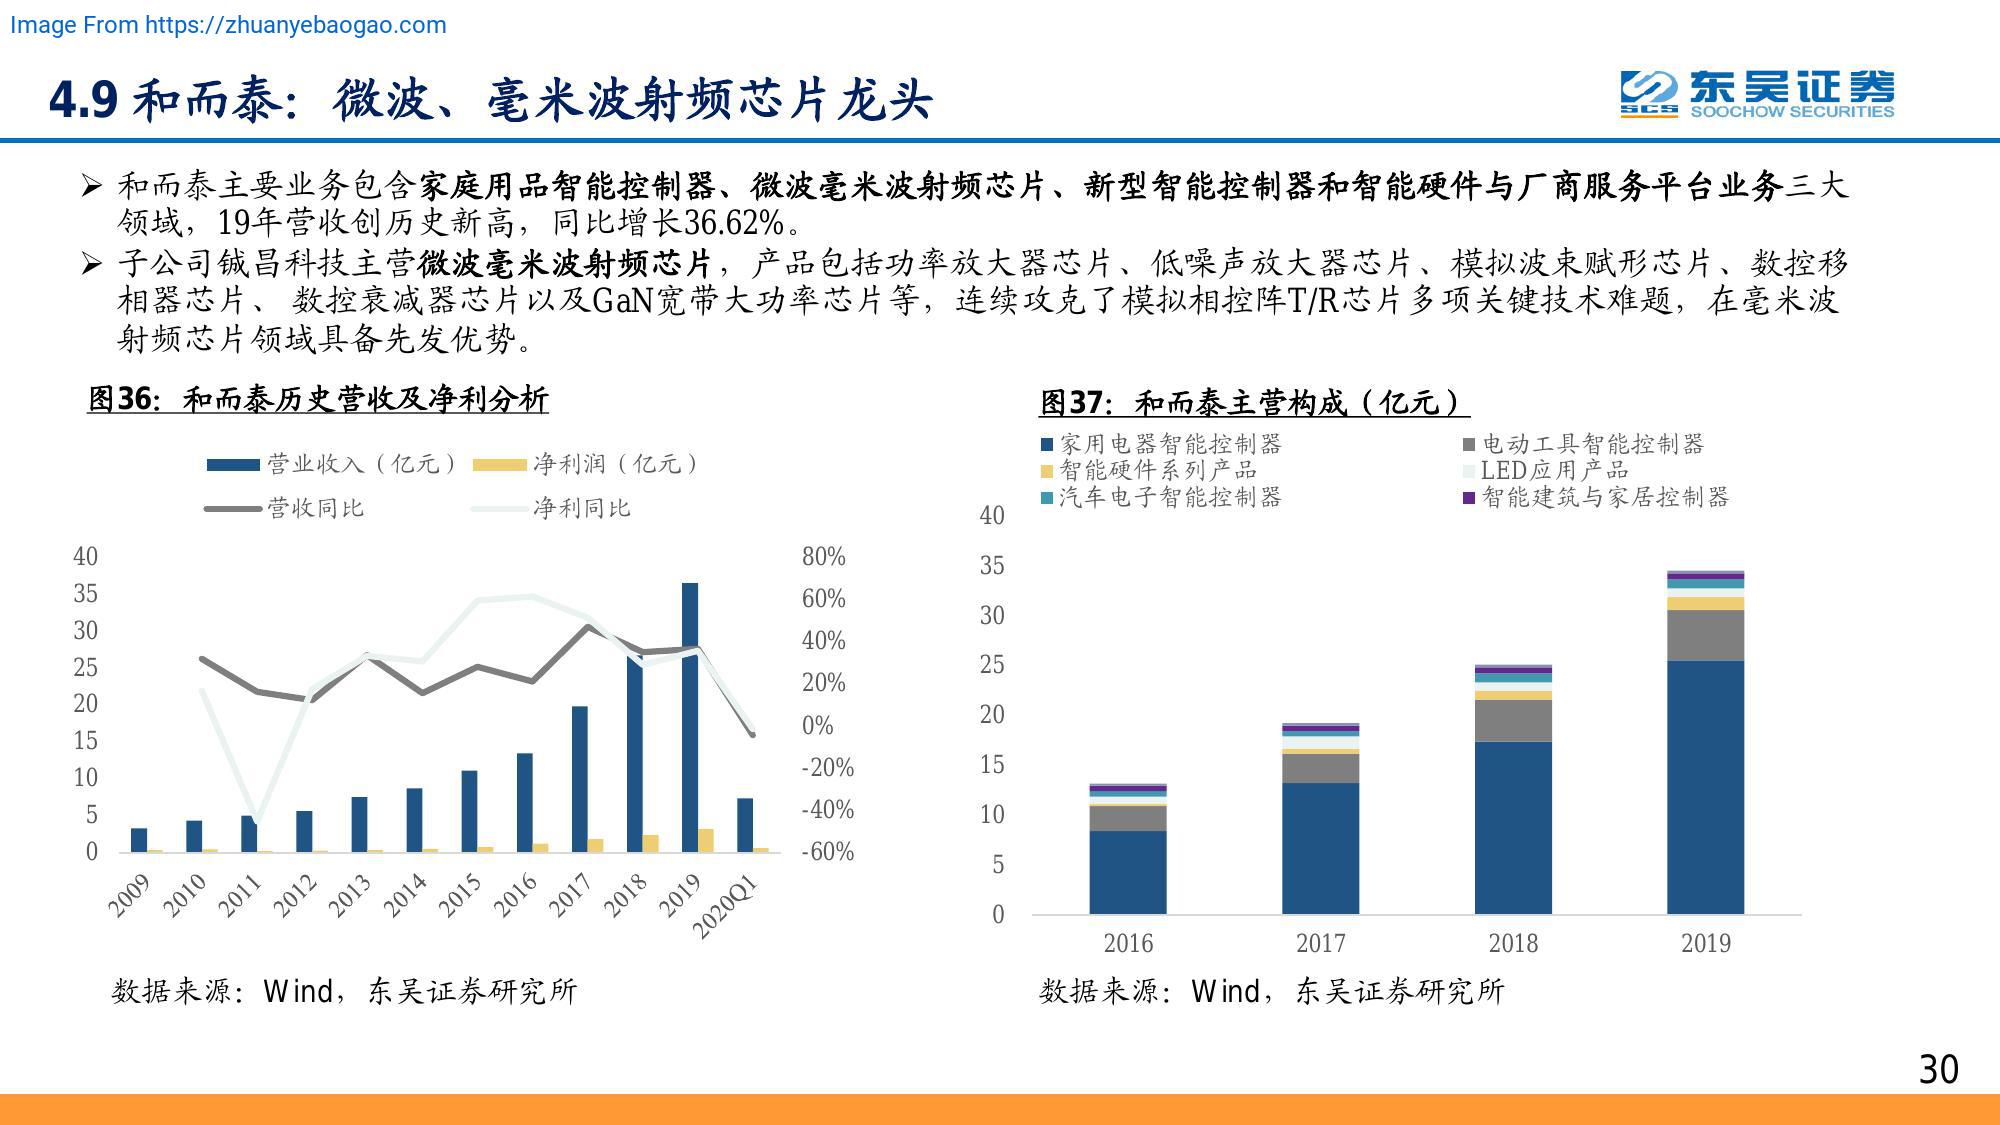 Image From https://zhuanyebaogao.com
4.9 和而泰：微波、毫米波射频芯片龙头
东吴证券
SCS
SOOCHOW SECURITIES
➢ 和而泰主要业务包含家庭用品智能控制器、微波毫米波射频芯片、新型智能控制器和智能硬件与厂商服务平台业务三大
领域，19年营收创历史新高，同比增长36.62%。
➢ 子公司铖昌科技主营微波毫米波射频芯片，产品包括功率放大器芯片、低噪声放大器芯片、模拟波束赋形芯片、数控移
相器芯片、 数控衰减器芯片以及GaN宽带大功率芯片等，连续攻克了模拟相控阵T/R芯片多项关键技术难题，在毫米波
射频芯片领域具备先发优势。
图36：和而泰历史营收及净利分析
营业收入（亿元） 净利润（亿元）
营收同比 净利同比
40
35
30
25
20
15
10
5
0
80%
60%
40%
20%
0%
-20%
-40%
-60%
2009 2010 2011 2012 2013 2014 2015 2016 2017 2018 2019 2020Q1
数据来源：Wind，东吴证券研究所
图37：和而泰主营构成（亿元）
家用电器智能控制器 电动工具智能控制器
智能硬件系列产品 LED应用产品
汽车电子智能控制器 智能建筑与家居控制器
40
35
30
25
20
15
10
5
0
2016 2017 2018 2019
数据来源：Wind，东吴证券研究所
30